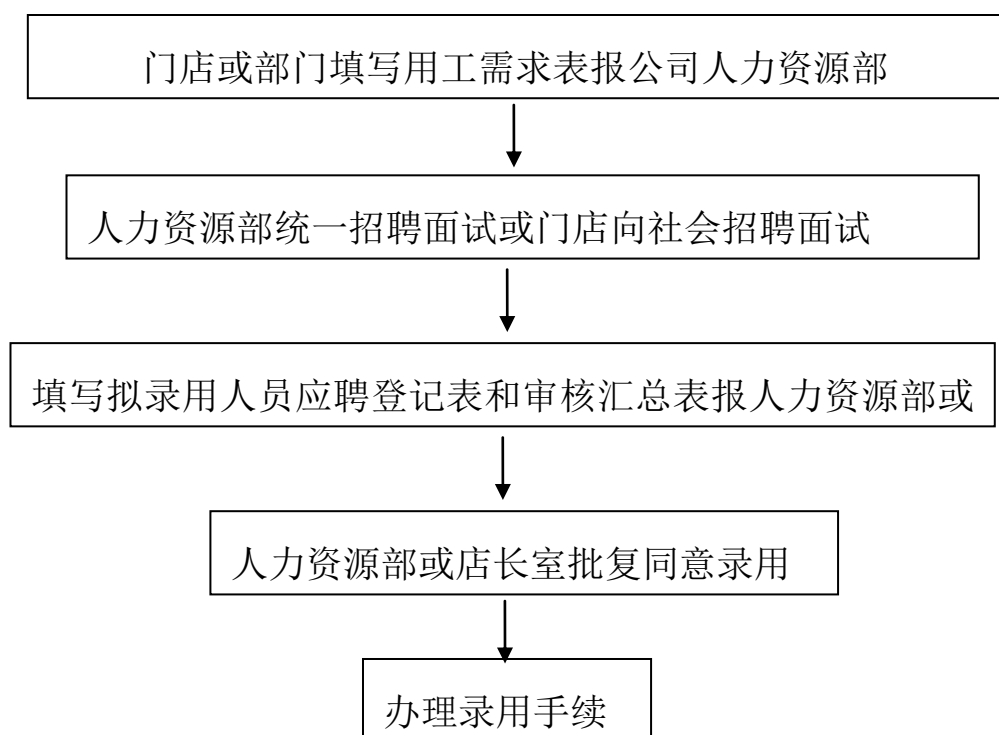 门店或部门填写用工需求表报公司人力资源部
人力资源部统一招聘面试或门店向社会招聘面试
填写拟录用人员应聘登记表和审核汇总表报人力资源部或
人力资源部或店长室批复同意录用
办理录用手续